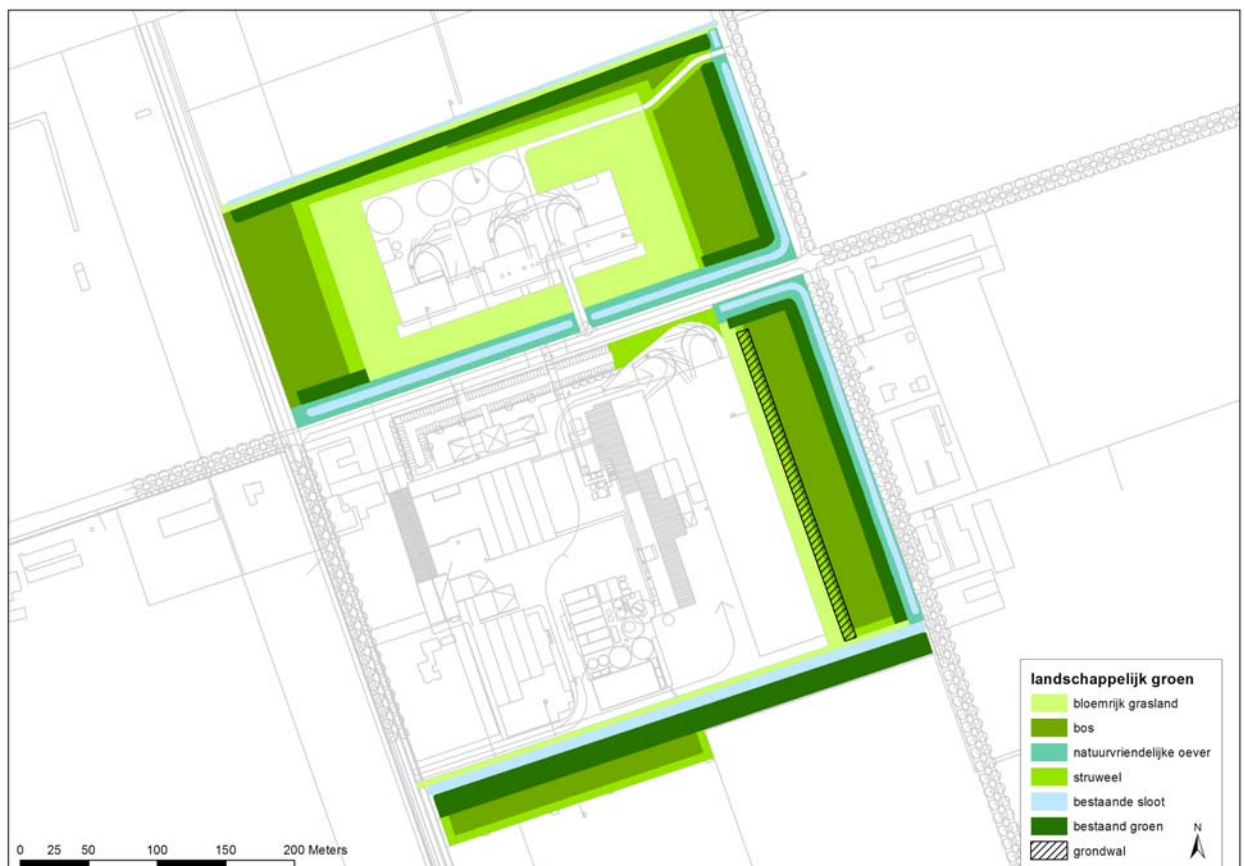 landschappelijk groen
bloemrijk grasland
bos
natuurvriendelijke oever
struweel
bestaande sloot
bestaand groen
grondwal
N
0 25 50 100 150 200 Meters